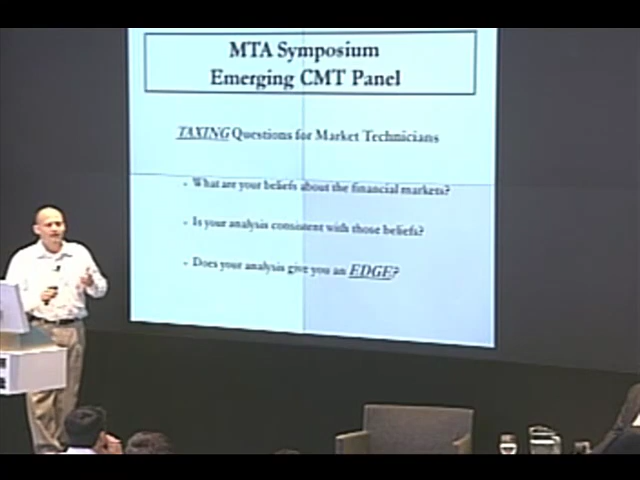 MTA Symposium
Emerging CMT Panel
TAXING Questions for Market Technicians
- What are your beliefs about the financial markets?
- Is your analysis consistent with those beliefs?
- Does your analysis give you an EDGE?